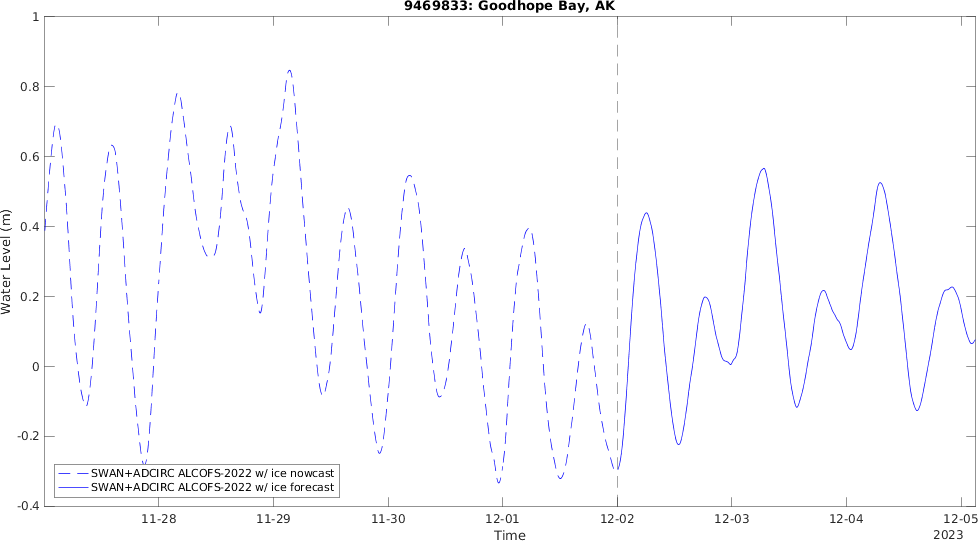 9469833: Goodhope Bay, AK
1
0.8
0.6
0.4
0.2
0
-0.2
-0.4
Water Level (m)
SWAN+ADCIRC ALCOFS-2022 w/ ice nowcast
SWAN+ADCIRC ALCOFS-2022 w/ ice forecast
11-28 11-29 11-30 12-01 12-02 12-03 12-04 12-05
Time
2023